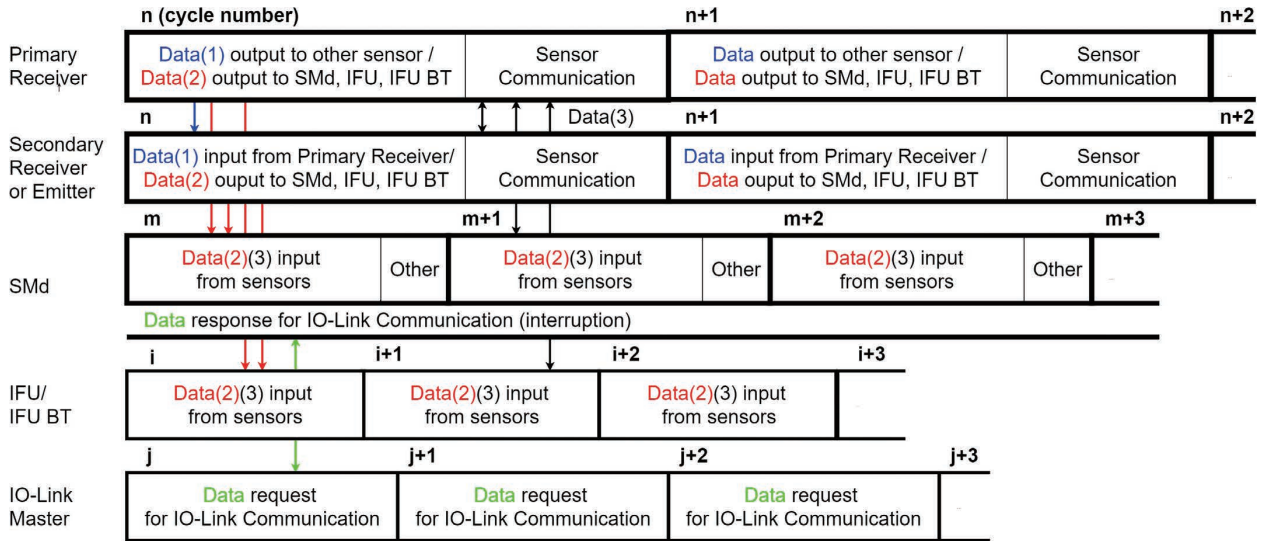 n (cycle number) n+1 n+2
Primary
Receiver
Data(1) output to other sensor /
Data(2) output to SMd, IFU, IFU BT
Sensor
Communication
Data output to other sensor /
Data output to SMd, IFU, IFU BT
Sensor
Communication
n Data(3) n+1 n+2
Secondary
Receiver
or Emitter
Data(1) input from Primary Receiver/
Data(2) ouput to SMd, IFU, IFU BT
Sensor
Communication
Data input from Primary Receiver /
Data ouput to SMd, IFU, IFU BT
Sensor
Communication
m m+1 m+2 m+3
SMd
Data(2)(3) input
from sensors
Other
Data(2)(3) input
from sensors
Other
Data(2)(3) input
from sensors
Other
Data response for IO-Link Communication (interruption)
i i+1 i+2 i+3
IFU/
IFU BT
Data(2)(3) input
from sensors
Data(2)(3) input
from sensors
Data(2)(3) input
from sensors
j j+1 j+2 j+3
IO-Link
Master
Data request
for IO-Link Communication
Data request
for IO-Link Communication
Data request
for IO-Link Communication